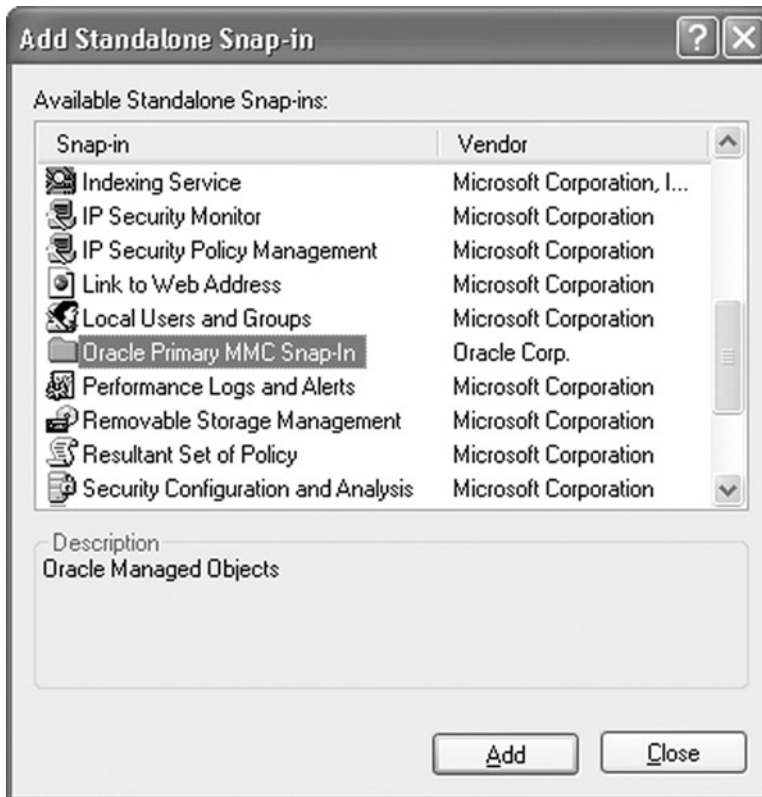 Add Standalone Snap-in
Available Standalone Snap-ins:
Snap-in Vendor
Indexing Service Microsoft Corporation, I...
IP Security Monitor Microsoft Corporation
IP Security Policy Management Microsoft Corporation
Link to Web Address Microsoft Corporation
Local Users and Groups Microsoft Corporation
Oracle Primary MMC Snap-In Oracle Corp.
Performance Logs and Alerts Microsoft Corporation
Removable Storage Management Microsoft Corporation
Resultant Set of Policy Microsoft Corporation
Security Configuration and Analysis Microsoft Corporation
Description
Oracle Managed Objects
Add Close